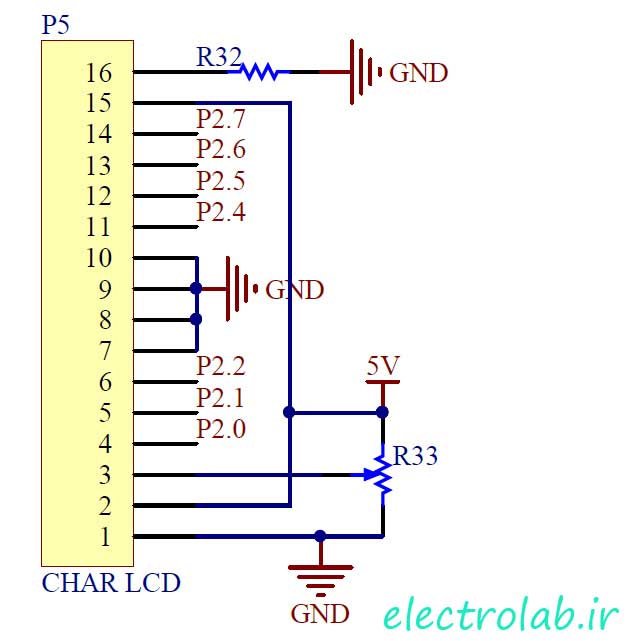 P5
R32
16 GND
15
P2.7
14
P2.6
13
P2.5
12
P2.4
11
10
9 GND
8
7
P2.2
6
5V
P2.1
5
P2.0
4
R33
3
2
1
CHAR LCD
GND
electrolab.ir